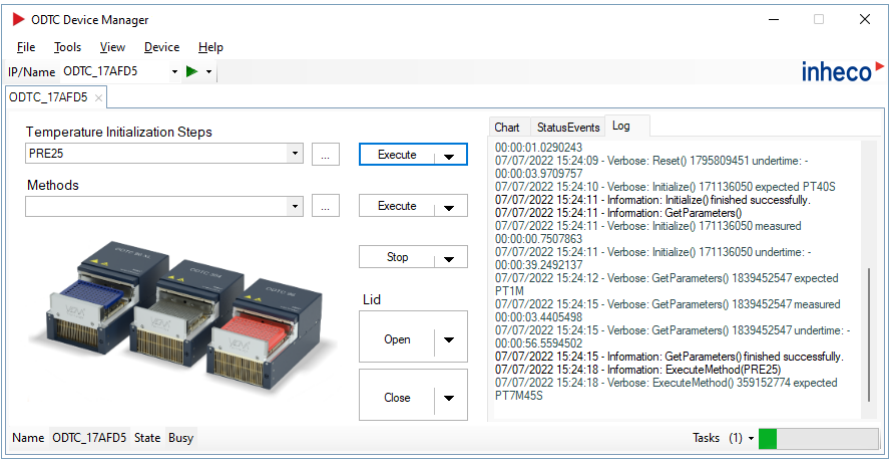 ODTC Device Manager
File Tools View Device Help
IP/Name ODTC_17AFD5
inheco
ODTC_17AFD5
Temperature Initialization Steps
PRE25
...
Execute
Methods
...
Execute
Stop
Lid
Open
Close
Chart StatusEvents Log
00:00:01.0290243
07/07/2022 15:24:09 - Verbose: Reset() 1795809451 undertime: -
00:00:03.9709757
07/07/2022 15:24:10 - Verbose: Initialize() 171136050 expected PT40S
07/07/2022 15:24:11 - Information: Initialize() finished successfully.
07/07/2022 15:24:11 - Information: GetParameters()
07/07/2022 15:24:11 - Verbose: Initialize() 171136050 measured
00:00:00.7507863
07/07/2022 15:24:11 - Verbose: Initialize() 171136050 undertime: -
00:00:39.2492137
07/07/2022 15:24:12 - Verbose: GetParameters() 1839452547 expected
PT1M
07/07/2022 15:24:15 - Verbose: GetParameters() 1839452547 measured
00:00:03.4405498
07/07/2022 15:24:15 - Verbose: GetParameters() 1839452547 undertime: -
00:00:56.5594502
07/07/2022 15:24:15 - Information: GetParameters() finished successfully.
07/07/2022 15:24:18 - Information: ExecuteMethod(PRE25)
07/07/2022 15:24:18 - Verbose: ExecuteMethod() 359152774 expected
PT7M45S
Name ODTC_17AFD5 State Busy
Tasks (1)